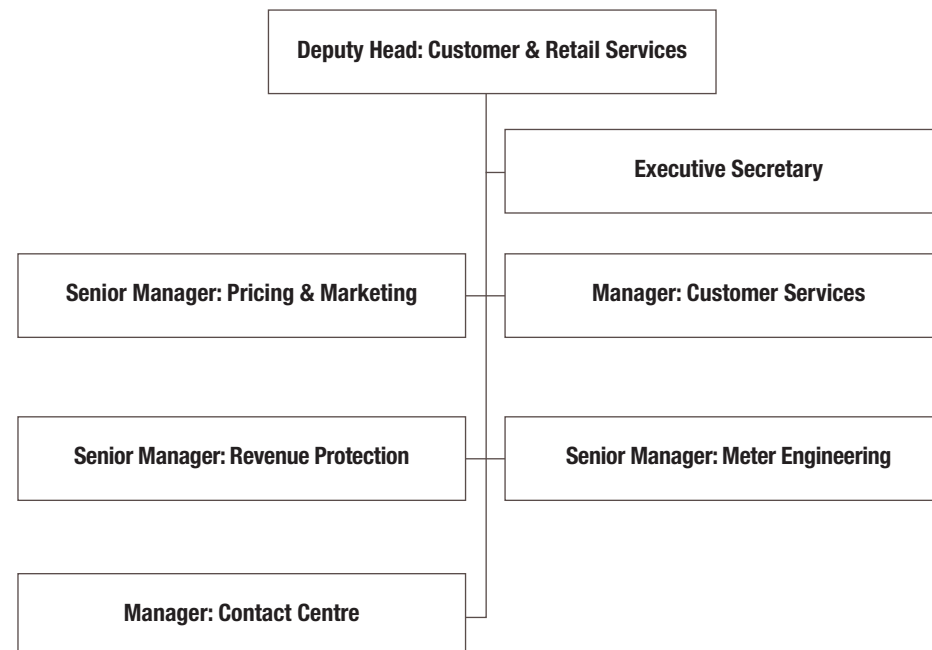 Deputy Head: Customer & Retail Services
Executive Secretary
Senior Manager: Pricing & Marketing
Manager: Customer Services
Senior Manager: Revenue Protection
Senior Manager: Meter Engineering
Manager: Contact Centre